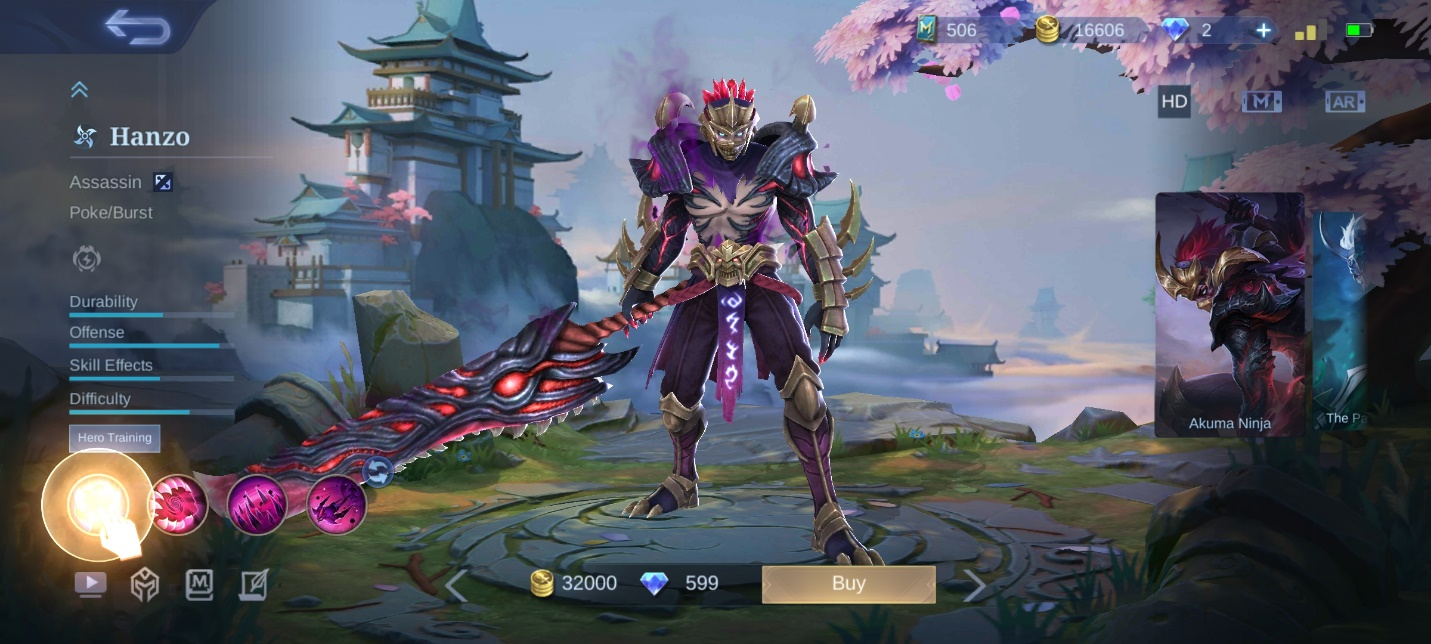 506
16606
2
Hanzo
HD
M
AR
Assassin
Poke/Burst
Durability
Offense
Skill Effects
Difficulty
Hero Training
Akuma Ninja
The Pa
32000
599
Buy